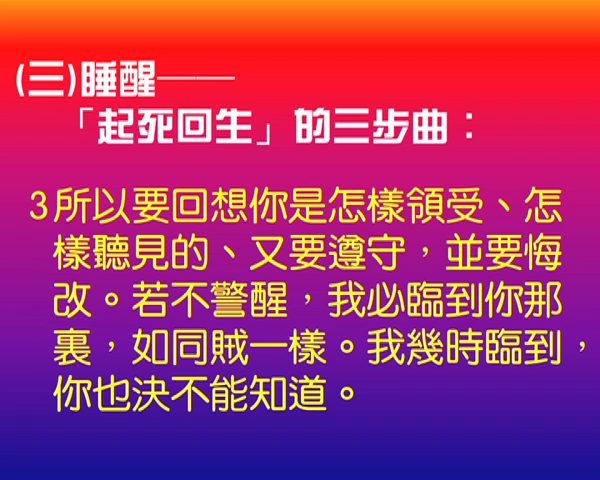 (三)睡醒——
「起死回生」的三步曲：
3所以要回想你是怎樣領受、怎
樣聽見的、又要遵守，並要悔
改。若不警醒，我必臨到你那
裏，如同賊一樣。我幾時臨到，
你也決不能知道。